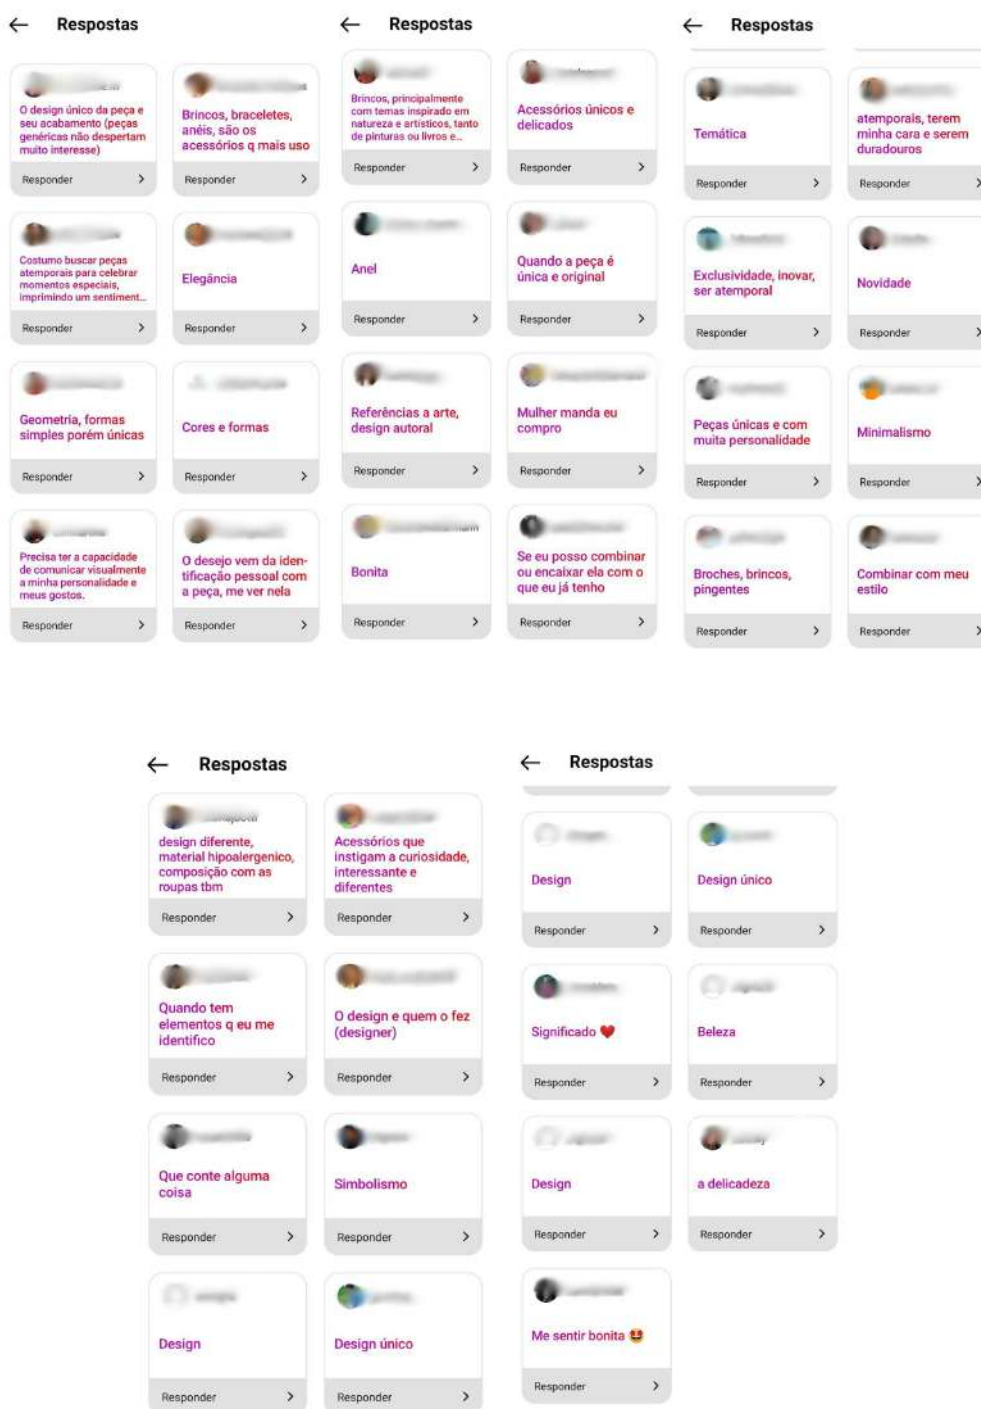 Respostas
O design único da peça e
seu acabamento (peças
genéricas não despertam
muito interesse)
Responder
Brincos, braceletes,
anéis, são os
acessórios q mais uso
Responder
Costumo buscar peças
atemporais para celebrar
momentos especiais,
imprimindo um sentiment...
Responder
Elegância
Responder
Geometria, formas
simples porém únicas
Responder
Cores e formas
Responder
Precisa ter a capacidade
de comunicar visualmente
a minha personalidade e
meus gostos.
Responder
O desejo vem da iden-
tificação pessoal com
a peça, me ver nela
Responder
Respostas
Brincos, principalmente
com temas inspirado em
natureza e artísticos, tanto
de pinturas ou livros e...
Responder
Acessórios únicos e
delicados
Responder
Anel
Responder
Quando a peça é
única e original
Responder
Referências a arte,
design autoral
Responder
Mulher manda eu
compro
Responder
Bonita
Responder
Se eu posso combinar
ou encaixar ela com o
que eu já tenho
Responder
Respostas
Temática
Responder
atemporais, terem
minha cara e serem
duradouros
Responder
Exclusividade, inovar,
ser atemporal
Responder
Novidade
Responder
Peças únicas e com
muita personalidade
Responder
Minimalismo
Responder
Broches, brincos,
pingentes
Responder
Combinar com meu
estilo
Responder
Respostas
design diferente,
material hipoalergenico,
composição com as
roupas tbm
Responder
Acessórios que
instigam a curiosidade,
interessante e
diferentes
Responder
Quando tem
elementos q eu me
identifico
Responder
O design e quem o fez
(designer)
Responder
Que conte alguma
coisa
Responder
Simbolismo
Responder
Design
Responder
Design único
Responder
Respostas
Design
Responder
Design único
Responder
Significado ❤️
Responder
Beleza
Responder
Design
Responder
a delicadeza
Responder
Me sentir bonita 🤩
Responder